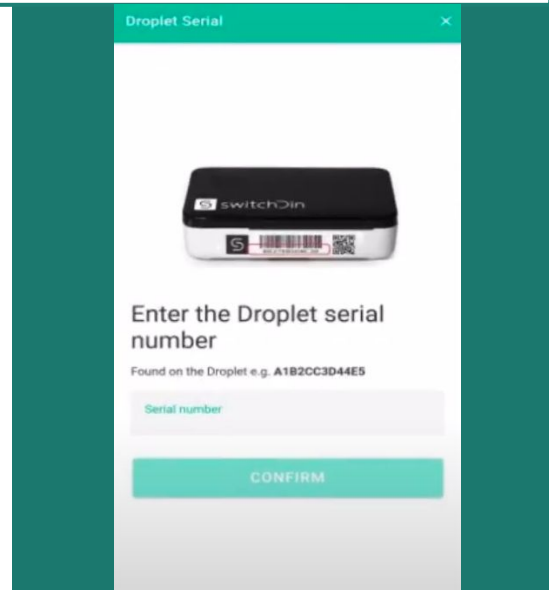 Droplet Serial
switchDin
Enter the Droplet serial
number
Found on the Droplet e.g. A1B2CC3D44E5
Serial number
CONFIRM